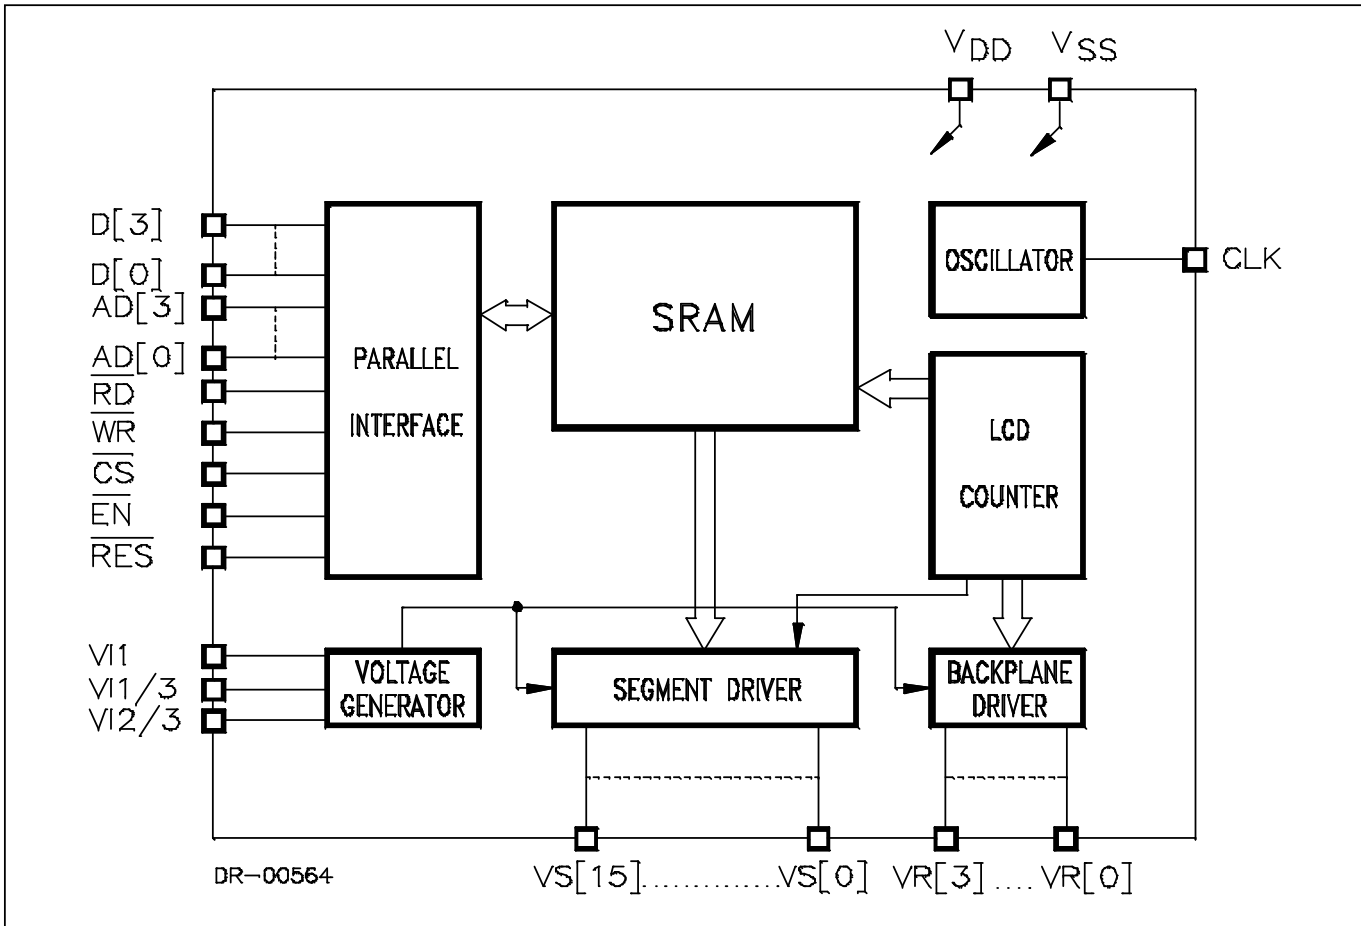 VDD VSS
D[3]
D[0]
AD[3]
AD[0]
RD
WR
CS
EN
RES
VI1
VI1/3
VI2/3
PARALLEL
INTERFACE
SRAM
OSCILLATOR
CLK
LCD
COUNTER
VOLTAGE
GENERATOR
SEGMENT DRIVER
BACKPLANE
DRIVER
DR-00564
VS[15]..............VS[0] VR[3] .... VR[0]